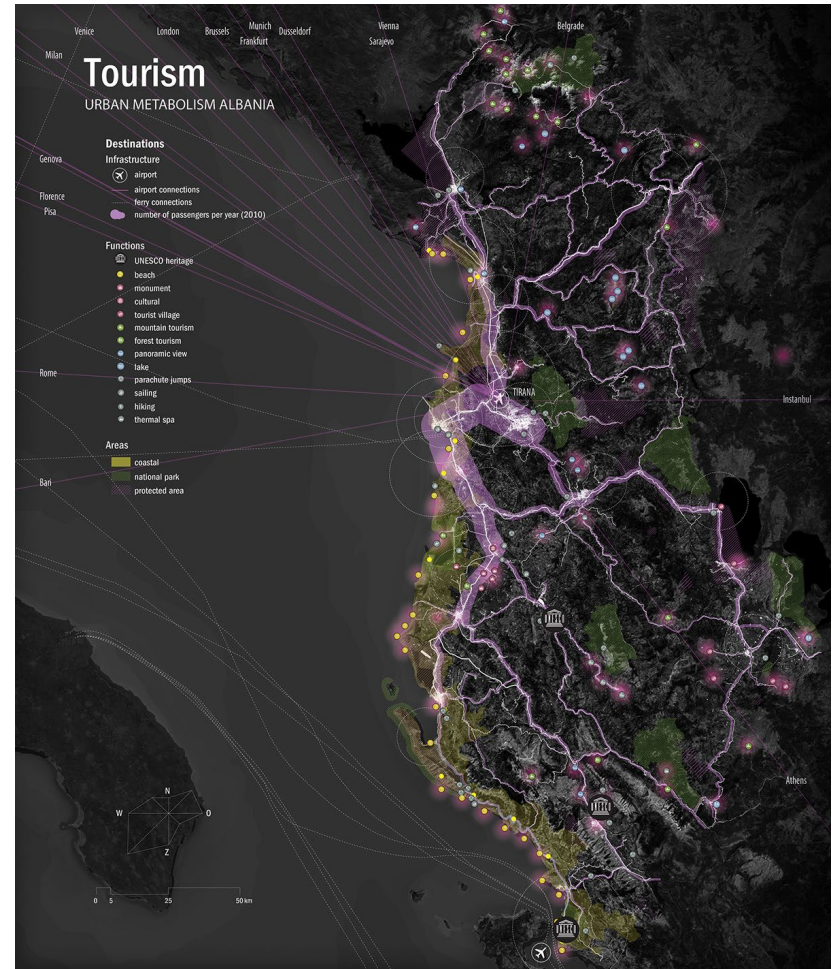 Venice
London
Brussels
Munich
Frankfurt
Dusseldorf
Vienna
Sarajevo
Belgrade
Milan
Tourism
URBAN METABOLISM ALBANIA
Destinations
Infrastructure
airport
airport connections
ferry connections
number of passengers per year (2010)
Genova
Florence
Pisa
Functions
UNESCO heritage
beach
monument
cultural
tourist village
mountain tourism
forest tourism
panoramic view
lake
parachute jumps
sailing
hiking
thermal spa
Rome
TIRANA
Instanbul
Areas
coastal
national park
protected area
Bari
Athens
N
W
O
Z
0 5 25 50 km